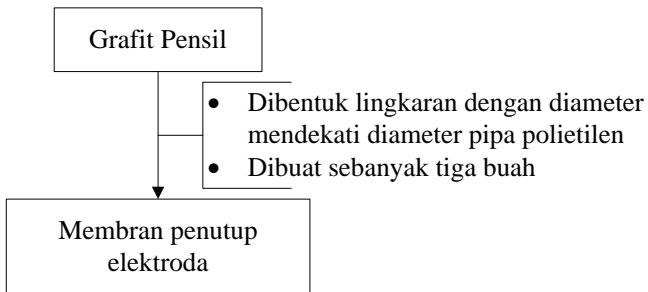 Grafit Pensil
• Dibentuk lingkaran dengan diameter
mendekati diameter pipa polietilen
• Dibuat sebanyak tiga buah
Membran penutup
elektroda